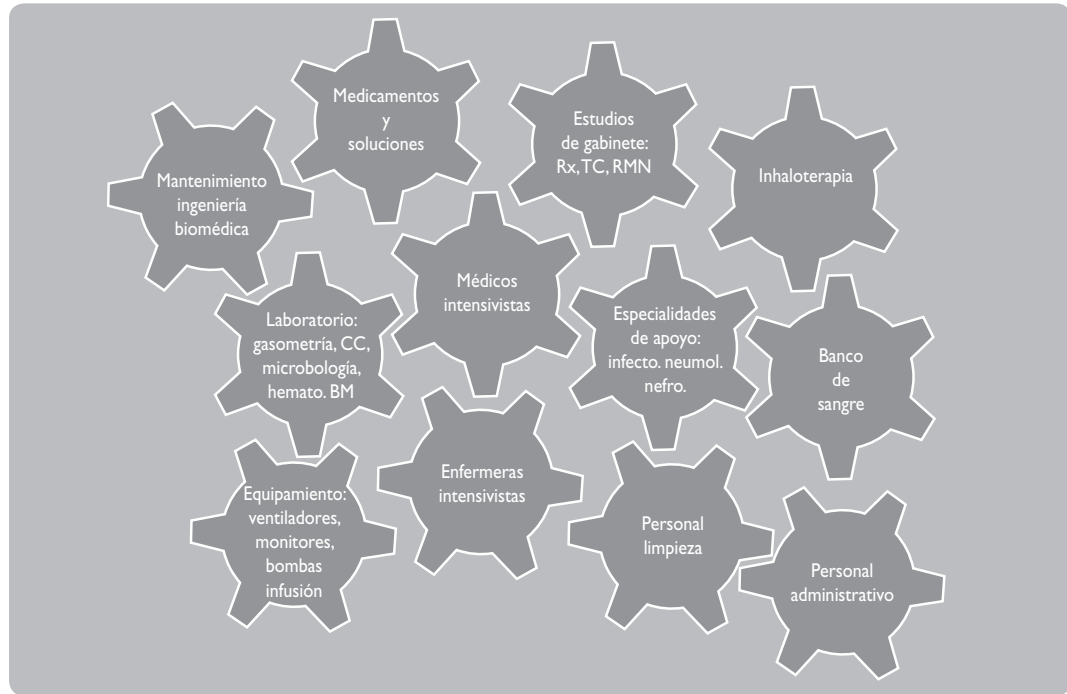 Medicamentos
y
soluciones
Estudios
de gabinete:
Rx, TC, RMN
Inhaloterapia
Mantenimiento
ingeniería
biomédica
Médicos
intensivistas
Laboratorio:
gasometría, CC,
microbología,
hemato. BM
Especialidades
de apoyo:
infecto. neumol.
nefro.
Banco
de
sangre
Equipamiento:
ventiladores,
monitores,
bombas
infusión
Enfermeras
intensivistas
Personal
limpieza
Personal
administrativo